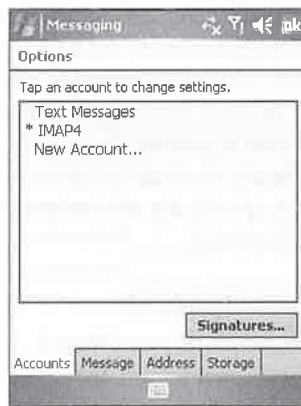 Messaging
ok
Options
Tap an account to change settings.
Text Messages
* IMAP4
New Account...
Signatures...
Accounts Message Address Storage